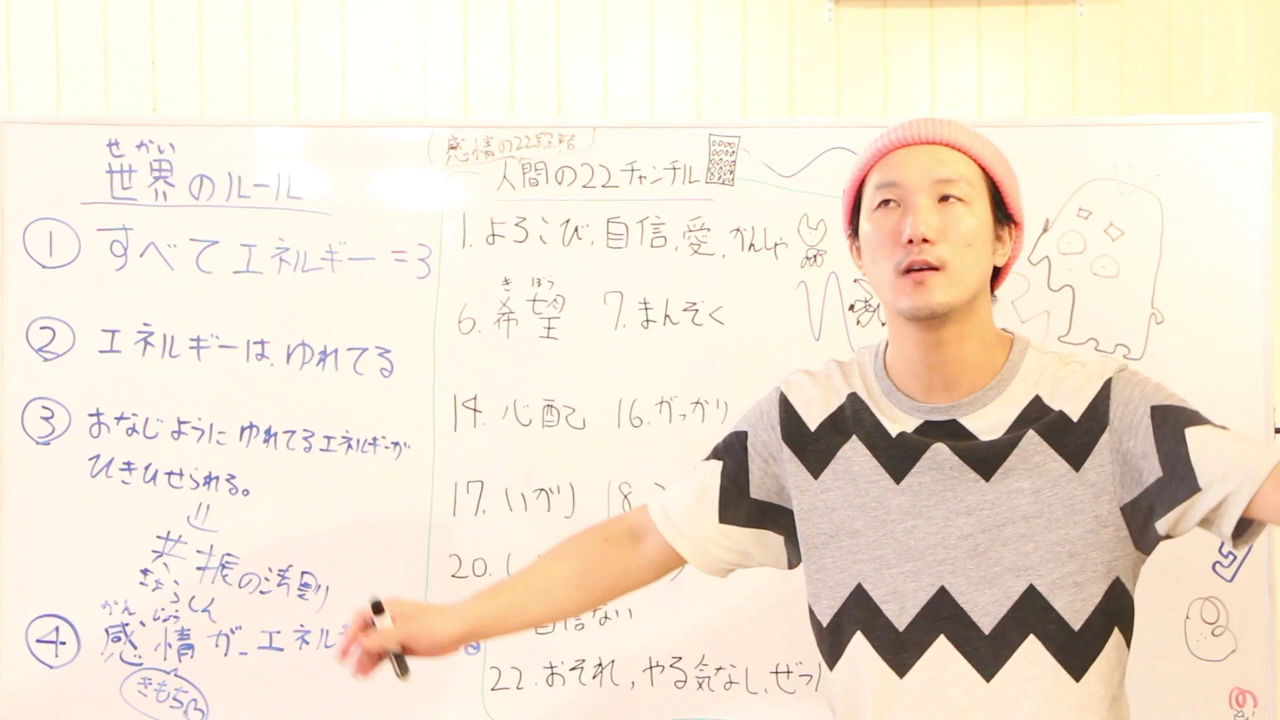 せかい
世界のルール
① すべてエネルギー=3
② エネルギーは、ゆれてる
③ おなじように ゆれてるエネルギーが
ひきひせられる。
共振の法則
きょうしん
かんじょう
④ 感情が、エネルギ
きもち
感情の22段階
人間の22チャンネル
1. よろこび、自信、愛、かんしゃ
きぼう
6. 希望 7. まんぞく
14. 心配 16. がっかり
17. いかり 18.
20.
自信ない
22. おそれ、やる気なし、ぜつ